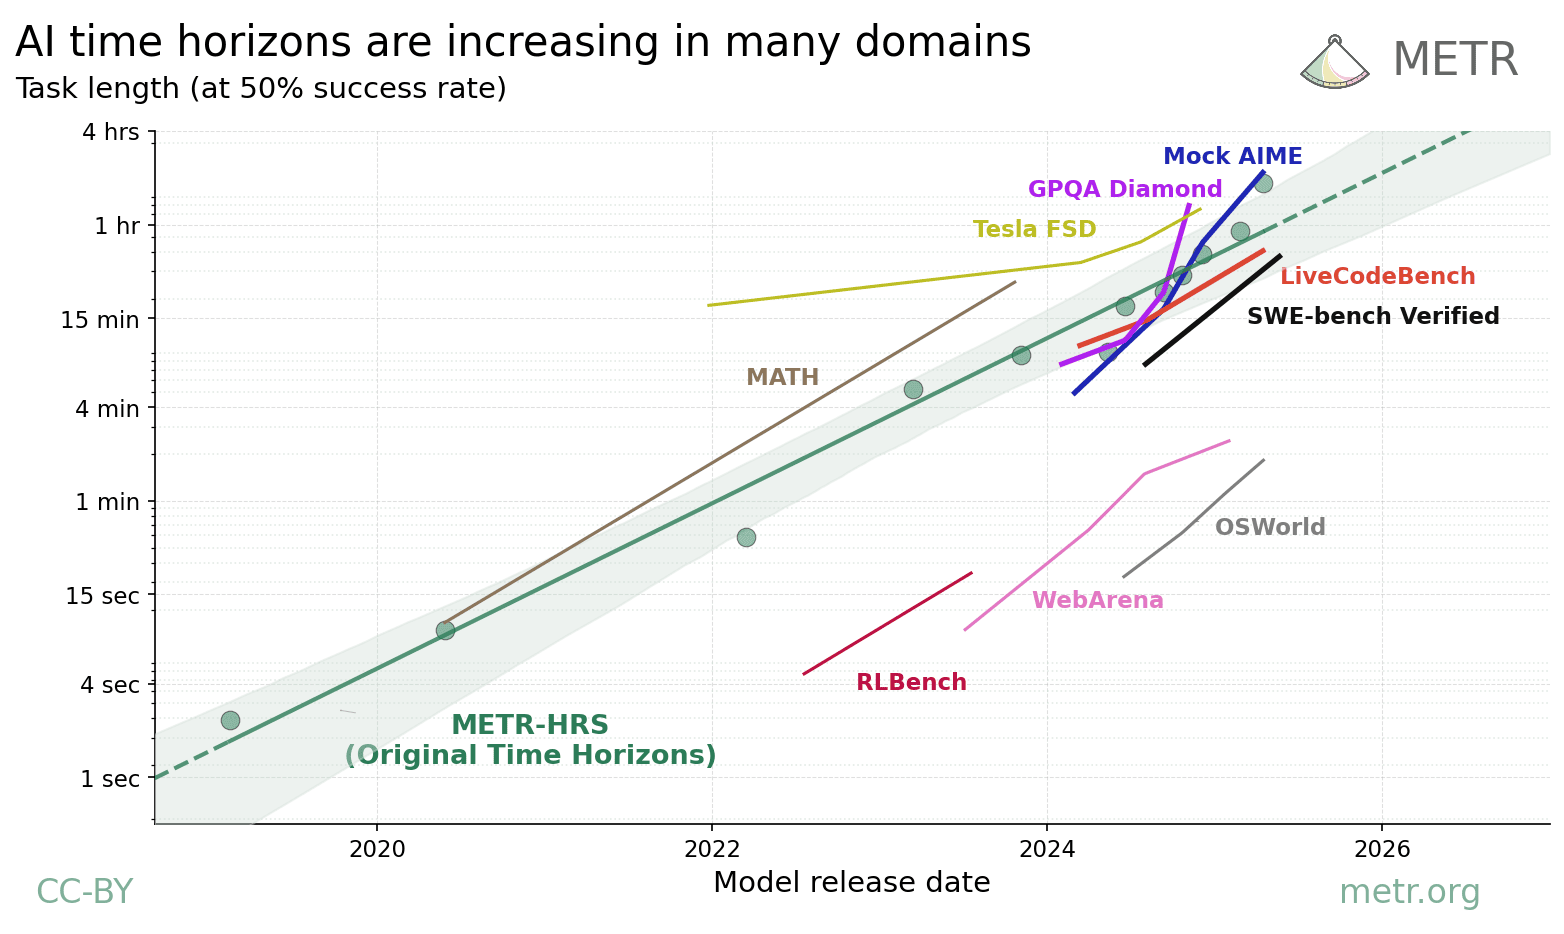 AI time horizons are increasing in many domains
Task length (at 50% success rate)
METR
4 hrs
1 hr
15 min
4 min
1 min
15 sec
4 sec
1 sec
Mock AIME
GPQA Diamond
Tesla FSD
LiveCodeBench
SWE-bench Verified
MATH
OSWorld
WebArena
RLBench
METR-HRS
(Original Time Horizons)
2020
2022
2024
2026
Model release date
CC-BY
metr.org